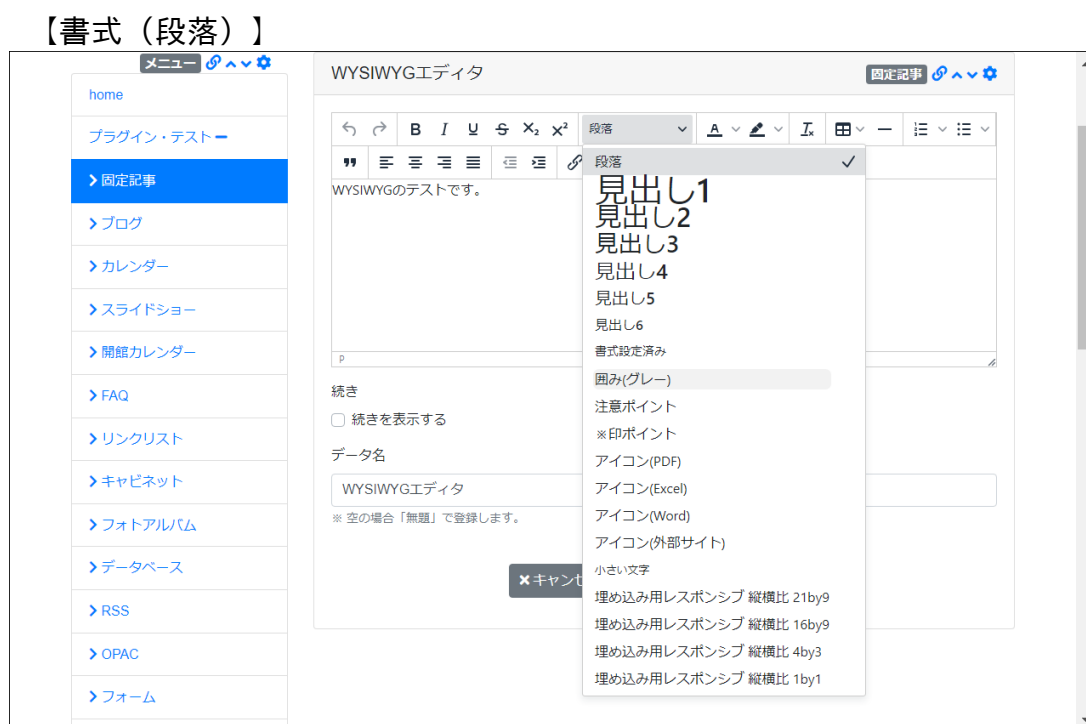 【書式（段落）】
メニュー
home
プラグイン・テスト
固定記事
ブログ
カレンダー
スライドショー
開館カレンダー
FAQ
リンクリスト
キャビネット
フォトアルバム
データベース
RSS
OPAC
フォーム
WYSIWYGエディタ
固定記事
B I U S X₂ X² 段落 A Ix
WYSIWYGのテストです。
p
段落
見出し1
見出し2
見出し3
見出し4
見出し5
見出し6
書式設定済み
囲み(グレー)
注意ポイント
※印ポイント
アイコン(PDF)
アイコン(Excel)
アイコン(Word)
アイコン(外部サイト)
小さい文字
埋め込み用レスポンシブ 縦横比 21by9
埋め込み用レスポンシブ 縦横比 16by9
埋め込み用レスポンシブ 縦横比 4by3
埋め込み用レスポンシブ 縦横比 1by1
続き
続きを表示する
データ名
WYSIWYGエディタ
※ 空の場合「無題」で登録します。
キャンセ